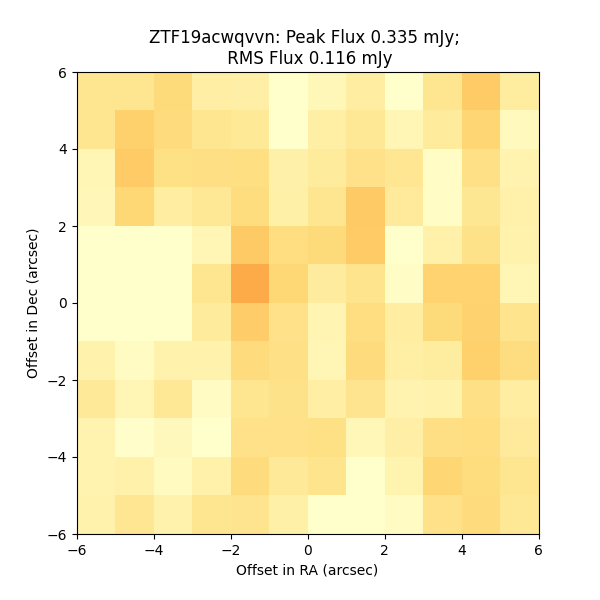 ZTF19acwqvvn: Peak Flux 0.335 mJy;
RMS Flux 0.116 mJy
6
4
2
0
−2
−4
−6
Offset in Dec (arcsec)
−6 −4 −2 0 2 4 6
Offset in RA (arcsec)